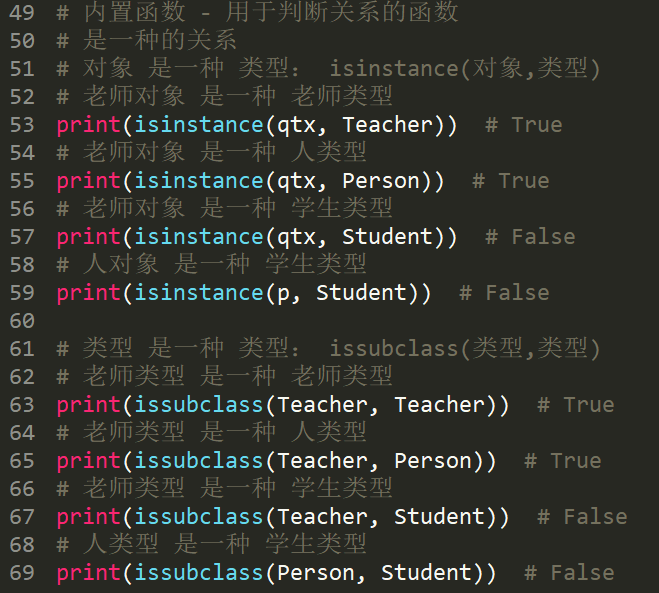 49 # 内置函数 - 用于判断关系的函数
50 # 是一种的关系
51 # 对象 是一种 类型： isinstance(对象,类型)
52 # 老师对象 是一种 老师类型
53 print(isinstance(qtx, Teacher))  # True
54 # 老师对象 是一种 人类型
55 print(isinstance(qtx, Person))  # True
56 # 老师对象 是一种 学生类型
57 print(isinstance(qtx, Student))  # False
58 # 人对象 是一种 学生类型
59 print(isinstance(p, Student))  # False
60
61 # 类型 是一种 类型： issubclass(类型,类型)
62 # 老师类型 是一种 老师类型
63 print(issubclass(Teacher, Teacher))  # True
64 # 老师类型 是一种 人类型
65 print(issubclass(Teacher, Person))  # True
66 # 老师类型 是一种 学生类型
67 print(issubclass(Teacher, Student))  # False
68 # 人类型 是一种 学生类型
69 print(issubclass(Person, Student))  # False